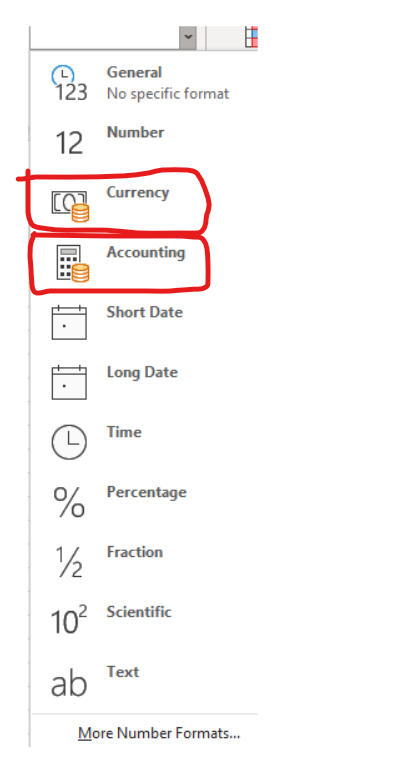 General
123 No specific format
12 Number
Currency
Accounting
Short Date
Long Date
Time
% Percentage
1/2 Fraction
10² Scientific
ab Text
More Number Formats...